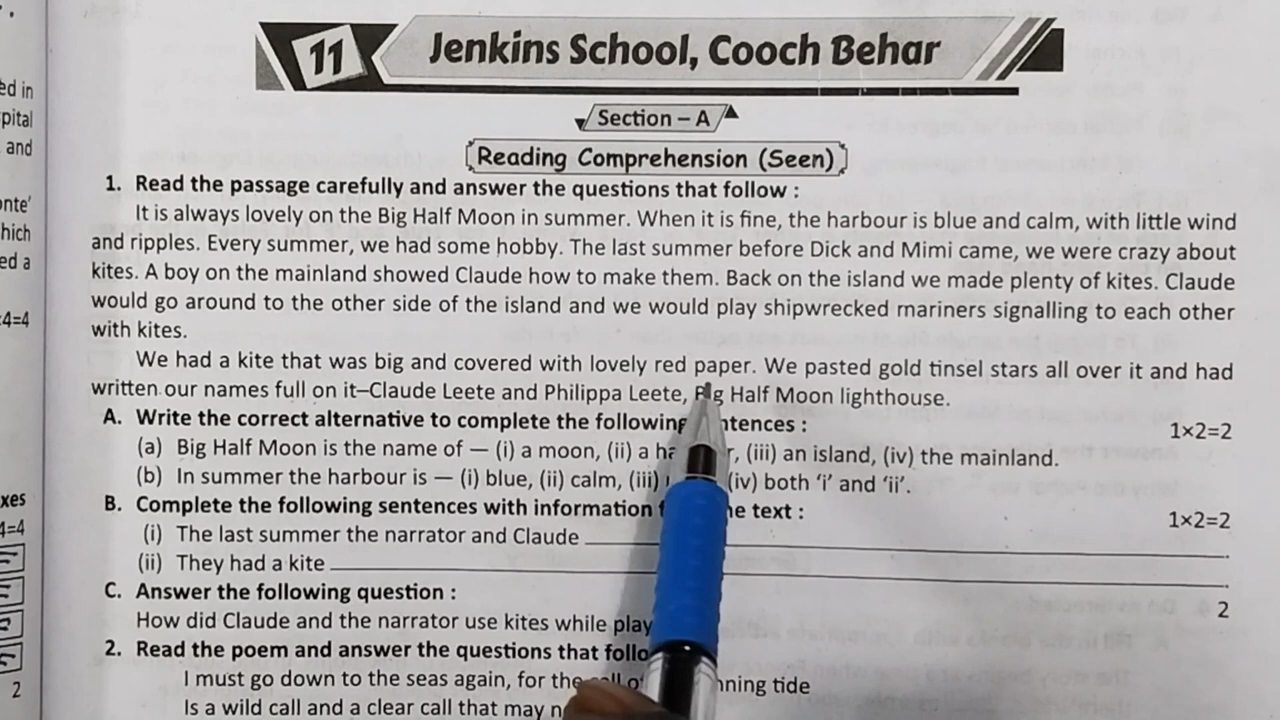 11 Jenkins School, Cooch Behar
Section – A
Reading Comprehension (Seen)
1. Read the passage carefully and answer the questions that follow :
It is always lovely on the Big Half Moon in summer. When it is fine, the harbour is blue and calm, with little wind
and ripples. Every summer, we had some hobby. The last summer before Dick and Mimi came, we were crazy about
kites. A boy on the mainland showed Claude how to make them. Back on the island we made plenty of kites. Claude
would go around to the other side of the island and we would play shipwrecked mariners signalling to each other
with kites.
We had a kite that was big and covered with lovely red paper. We pasted gold tinsel stars all over it and had
written our names full on it–Claude Leete and Philippa Leete, Big Half Moon lighthouse.
A. Write the correct alternative to complete the following :
1×2=2
(a) Big Half Moon is the name of — (i) a moon, (ii) a (iii) an island, (iv) the mainland.
(b) In summer the harbour is — (i) blue, (ii) calm, (iii) (iv) both ‘i’ and ‘ii’.
B. Complete the following sentences with information text :
1×2=2
(i) The last summer the narrator and Claude
(ii) They had a kite
C. Answer the following question :
2
How did Claude and the narrator use kites while
2. Read the poem and answer the questions that
I must go down to the seas again, for the tide
Is a wild call and a clear call that may
ed in
pital
and
onte’
hich
ed a
4=4
xes
4=4
2